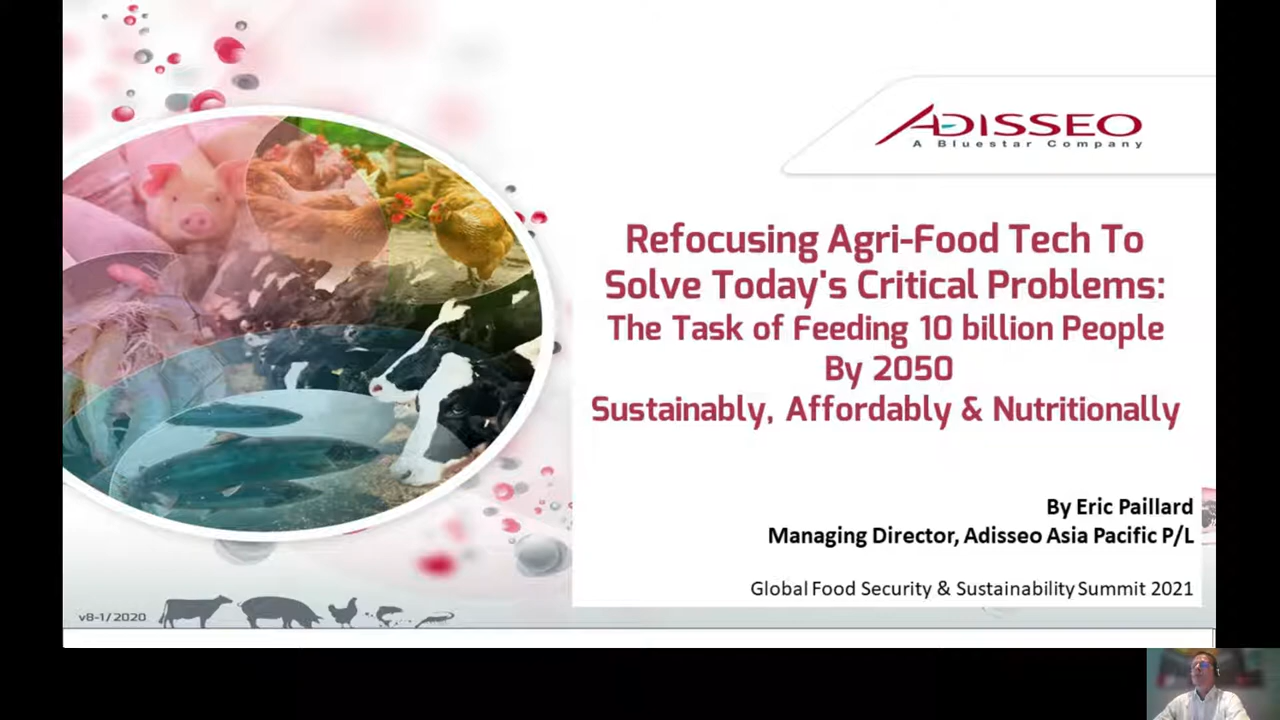 ADISSEO
A Bluestar Company
Refocusing Agri-Food Tech To
Solve Today's Critical Problems:
The Task of Feeding 10 billion People
By 2050
Sustainably, Affordably & Nutritionally
By Eric Paillard
Managing Director, Adisseo Asia Pacific P/L
Global Food Security & Sustainability Summit 2021
v8-1/2020